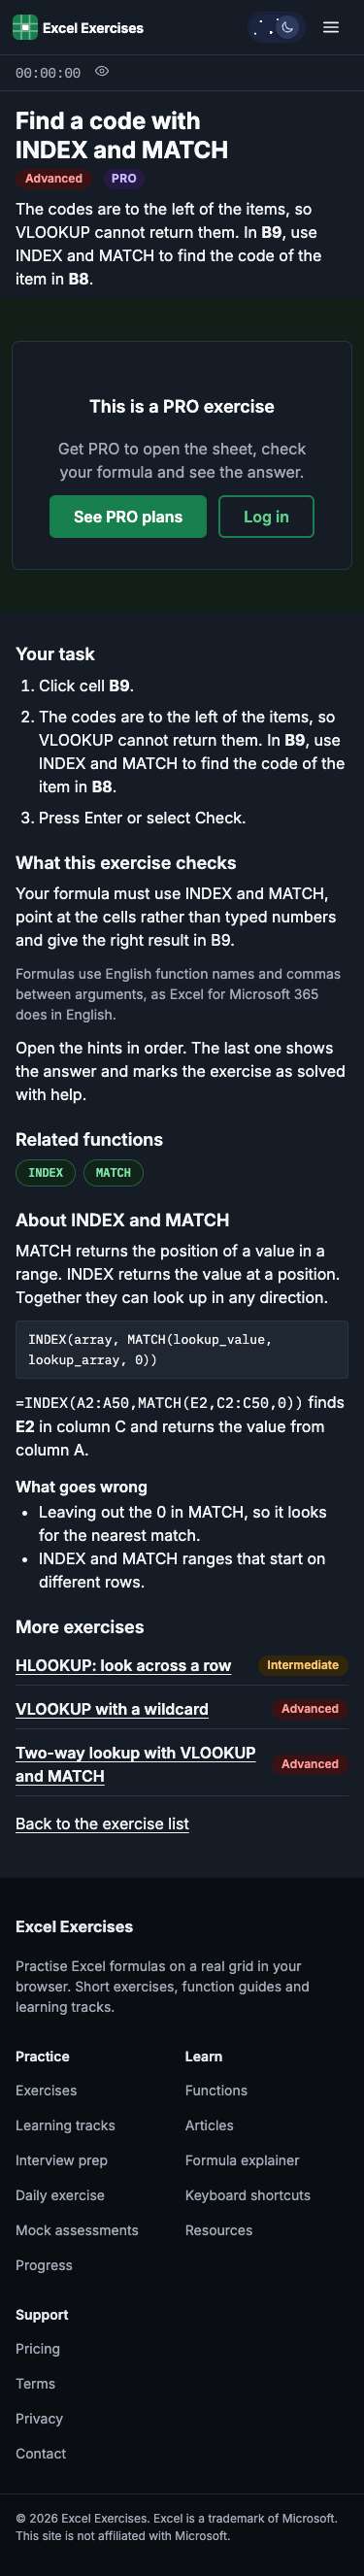 Excel Exercises
00:00:00
Find a code with
INDEX and MATCH
Advanced PRO
The codes are to the left of the items, so
VLOOKUP cannot return them. In B9, use
INDEX and MATCH to find the code of the
item in B8.
This is a PRO exercise
Get PRO to open the sheet, check
your formula and see the answer.
See PRO plans Log in
Your task
1. Click cell B9.
2. The codes are to the left of the items, so
VLOOKUP cannot return them. In B9, use
INDEX and MATCH to find the code of the
item in B8.
3. Press Enter or select Check.
What this exercise checks
Your formula must use INDEX and MATCH,
point at the cells rather than typed numbers
and give the right result in B9.
Formulas use English function names and commas
between arguments, as Excel for Microsoft 365
does in English.
Open the hints in order. The last one shows
the answer and marks the exercise as solved
with help.
Related functions
INDEX MATCH
About INDEX and MATCH
MATCH returns the position of a value in a
range. INDEX returns the value at a position.
Together they can look up in any direction.
INDEX(array, MATCH(lookup_value,
lookup_array, 0))
=INDEX(A2:A50,MATCH(E2,C2:C50,0)) finds
E2 in column C and returns the value from
column A.
What goes wrong
• Leaving out the 0 in MATCH, so it looks
for the nearest match.
• INDEX and MATCH ranges that start on
different rows.
More exercises
HLOOKUP: look across a row Intermediate
VLOOKUP with a wildcard Advanced
Two-way lookup with VLOOKUP
and MATCH Advanced
Back to the exercise list
Excel Exercises
Practise Excel formulas on a real grid in your
browser. Short exercises, function guides and
learning tracks.
Practice Learn
Exercises Functions
Learning tracks Articles
Interview prep Formula explainer
Daily exercise Keyboard shortcuts
Mock assessments Resources
Progress
Support
Pricing
Terms
Privacy
Contact
© 2026 Excel Exercises. Excel is a trademark of Microsoft.
This site is not affiliated with Microsoft.